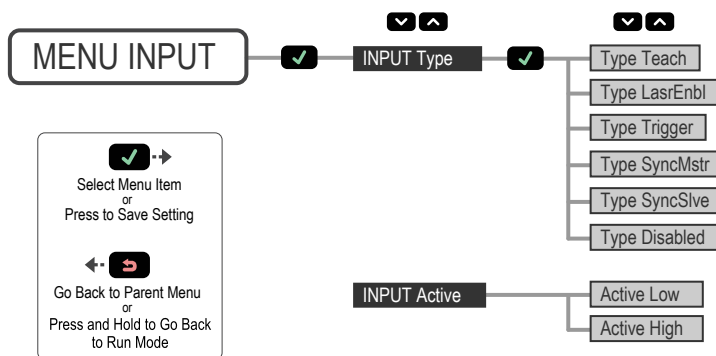 MENU INPUT
INPUT Type
Type Teach
Type LasrEnbl
Type Trigger
Type SyncMstr
Type SyncSlve
Type Disabled
INPUT Active
Active Low
Active High
Select Menu Item
or
Press to Save Setting
Go Back to Parent Menu
or
Press and Hold to Go Back
to Run Mode